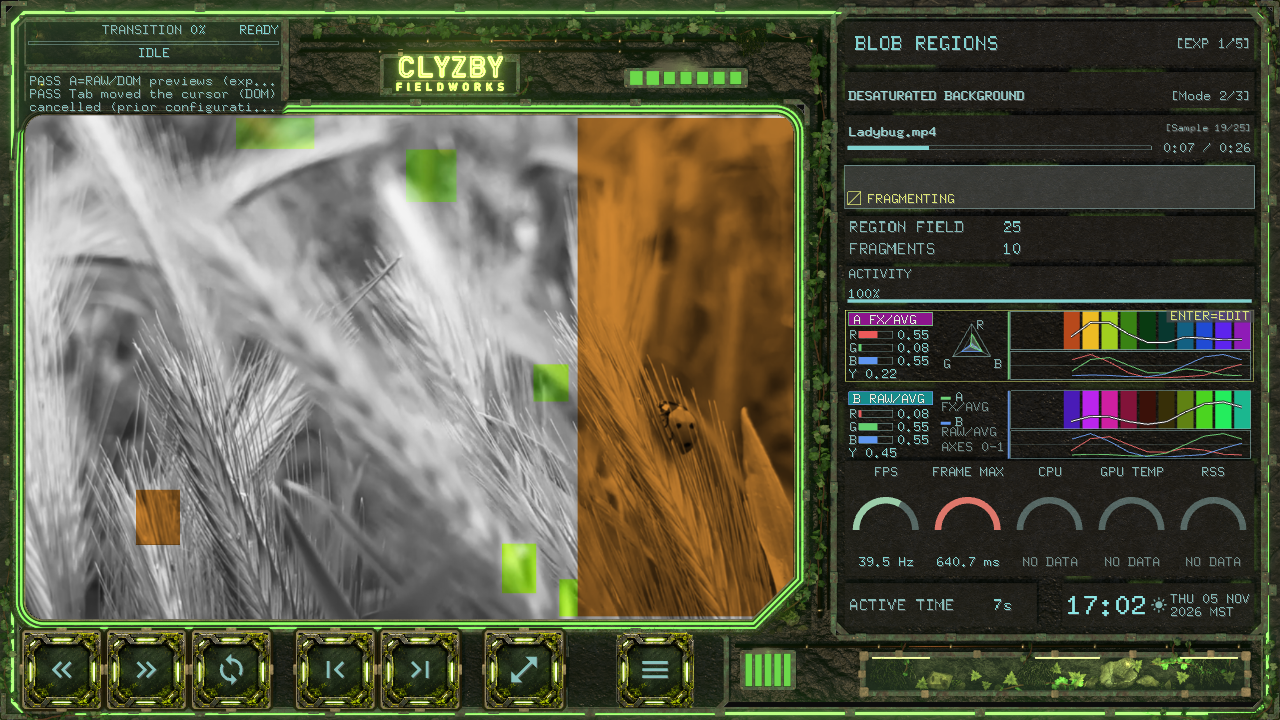 TRANSITION 0% READY
IDLE
PASS A=RAW/DOM previews (exp...
PASS Tab moved the cursor (DOM)
cancelled (prior configurati...
CLYZBY
FIELDWORKS
BLOB REGIONS [EXP 1/5]
DESATURATED BACKGROUND [Mode 2/3]
Ladybug.mp4 [Sample 19/25]
0:07 / 0:26
FRAGMENTING
REGION FIELD 25
FRAGMENTS 10
ACTIVITY
100%
A FX/AVG
R 0.55
G 0.08
B 0.55
Y 0.22
R
G B
ENTER=EDIT
B RAW/AVG
R 0.08
G 0.55
B 0.55
Y 0.45
A
FX/AVG
B
RAW/AVG
AXES 0-1
FPS FRAME MAX CPU GPU TEMP RSS
39.5 Hz 640.7 ms NO DATA NO DATA NO DATA
ACTIVE TIME 7s
17:02 THU 05 NOV
2026 MST